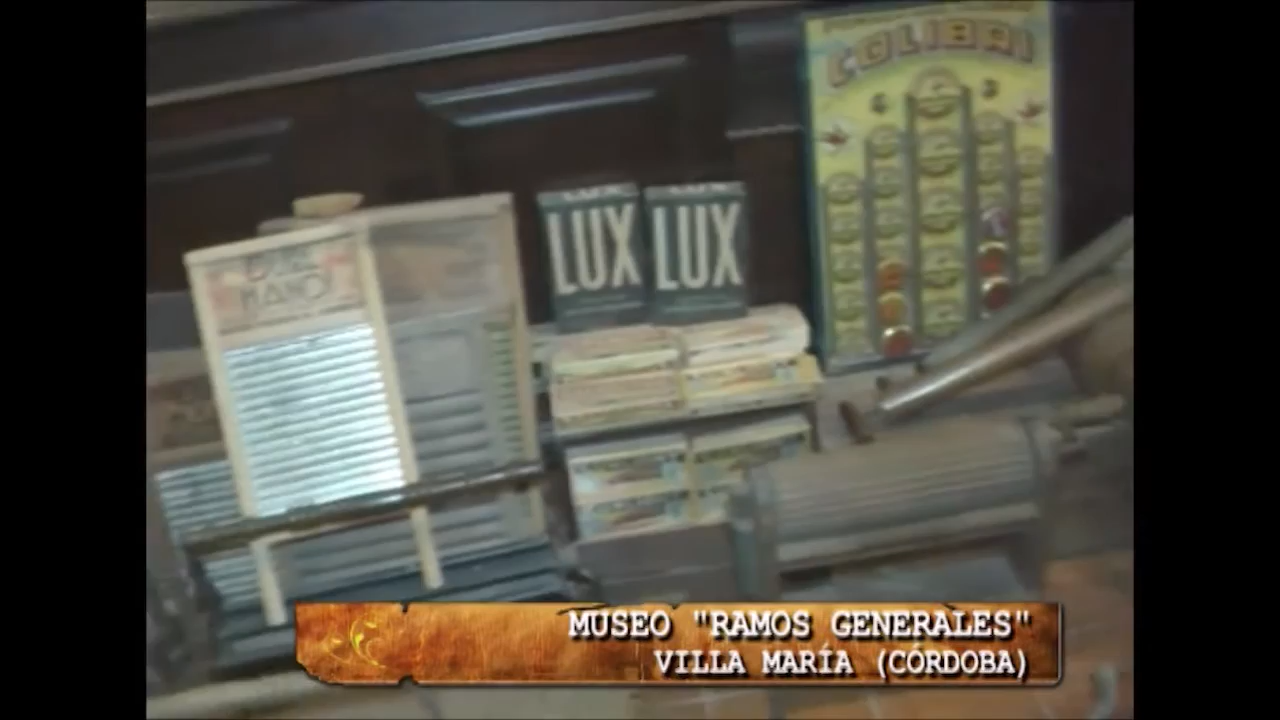 COLIBRI
LUX LUX
MUSEO "RAMOS GENERALES"
VILLA MARÍA (CÓRDOBA)